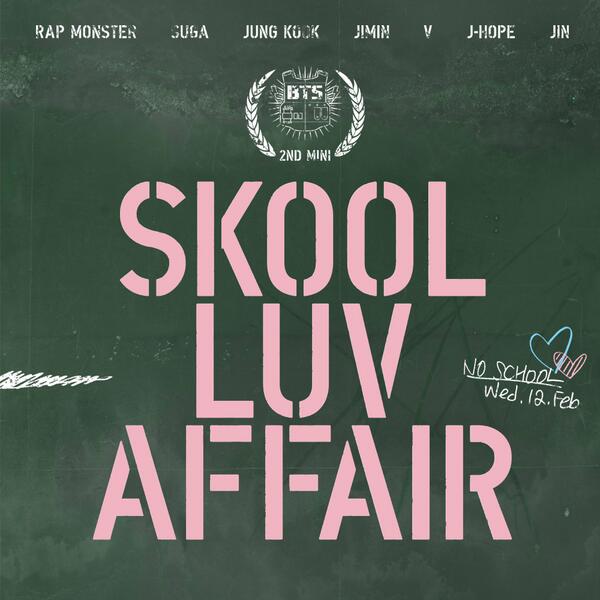 RAP MONSTER SUGA JUNG KOOK JIMIN V J-HOPE JIN
BTS
2ND MINI
SKOOL
LUV
AFFAIR
NO SCHOOL
Wed. 12. Feb